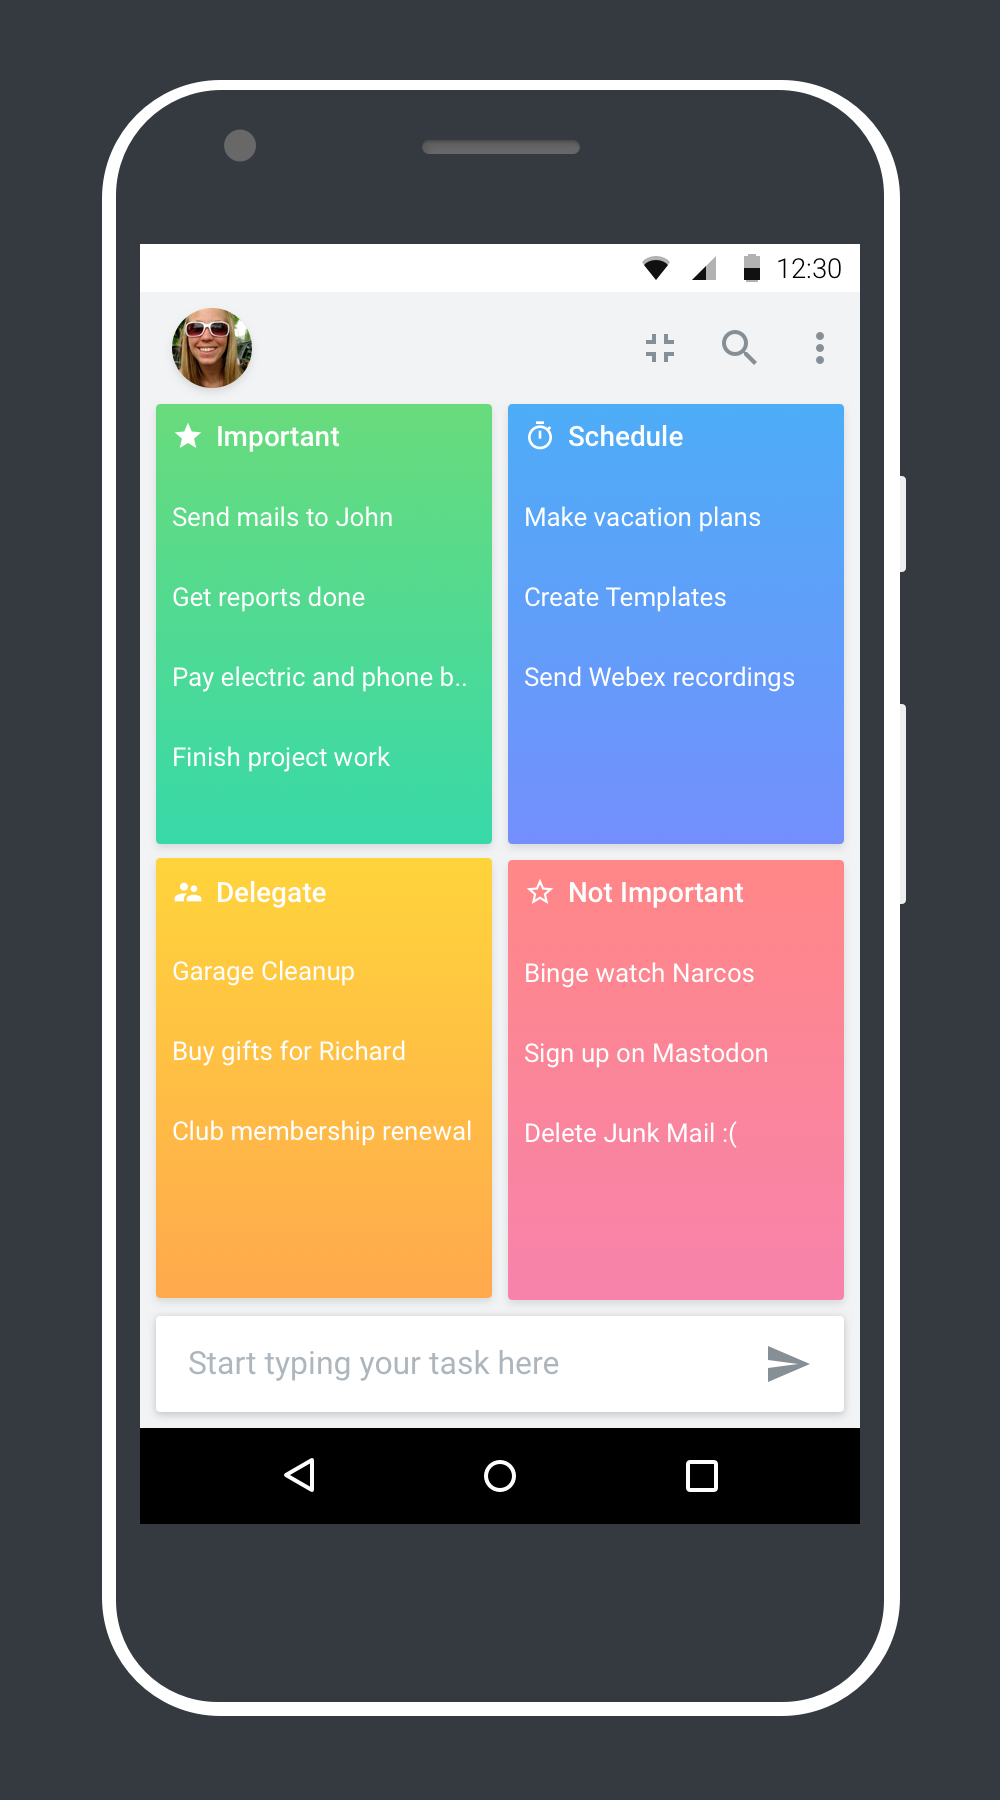 12:30
Important
Send mails to John
Get reports done
Pay electric and phone b..
Finish project work
Schedule
Make vacation plans
Create Templates
Send Webex recordings
Delegate
Garage Cleanup
Buy gifts for Richard
Club membership renewal
Not Important
Binge watch Narcos
Sign up on Mastodon
Delete Junk Mail :(
Start typing your task here